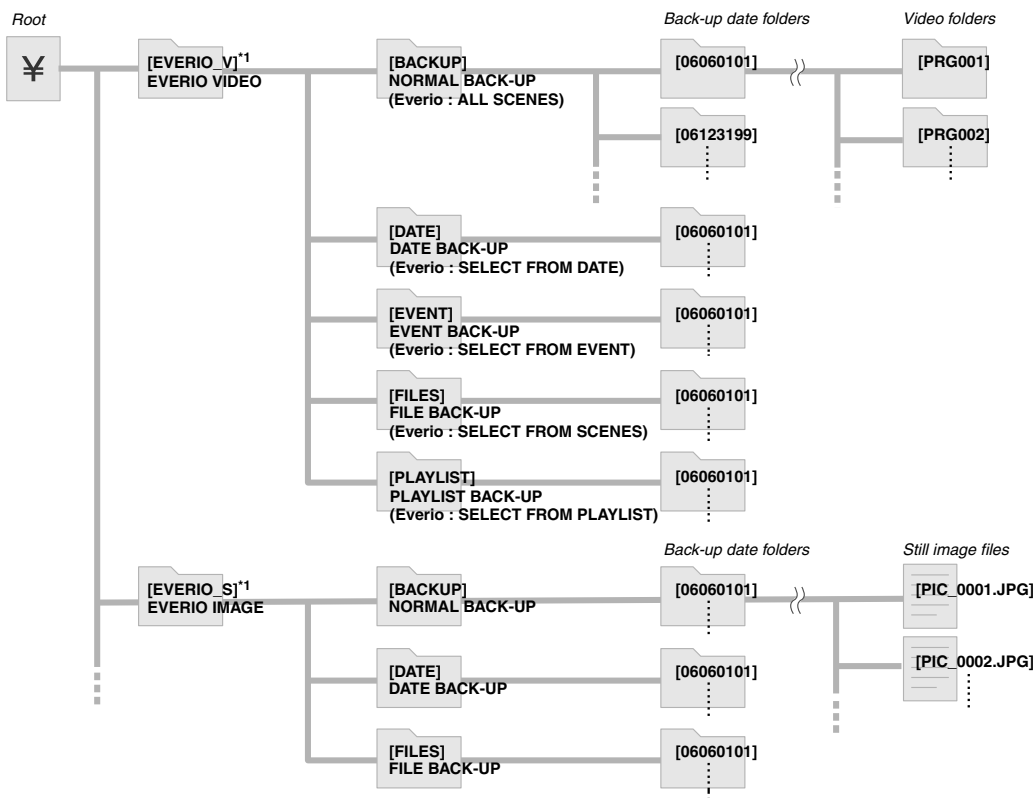 Root
Back-up date folders
Video folders
¥
[EVERIO_V]*1
EVERIO VIDEO
[BACKUP]
NORMAL BACK-UP
(Everio : ALL SCENES)
[06060101]
[PRG001]
[06123199]
[PRG002]
[DATE]
DATE BACK-UP
(Everio : SELECT FROM DATE)
[06060101]
[EVENT]
EVENT BACK-UP
(Everio : SELECT FROM EVENT)
[06060101]
[FILES]
FILE BACK-UP
(Everio : SELECT FROM SCENES)
[06060101]
[PLAYLIST]
PLAYLIST BACK-UP
(Everio : SELECT FROM PLAYLIST)
[06060101]
Back-up date folders
Still image files
[EVERIO_S]*1
EVERIO IMAGE
[BACKUP]
NORMAL BACK-UP
[06060101]
[PIC_0001.JPG]
[PIC_0002.JPG]
[DATE]
DATE BACK-UP
[06060101]
[FILES]
FILE BACK-UP
[06060101]